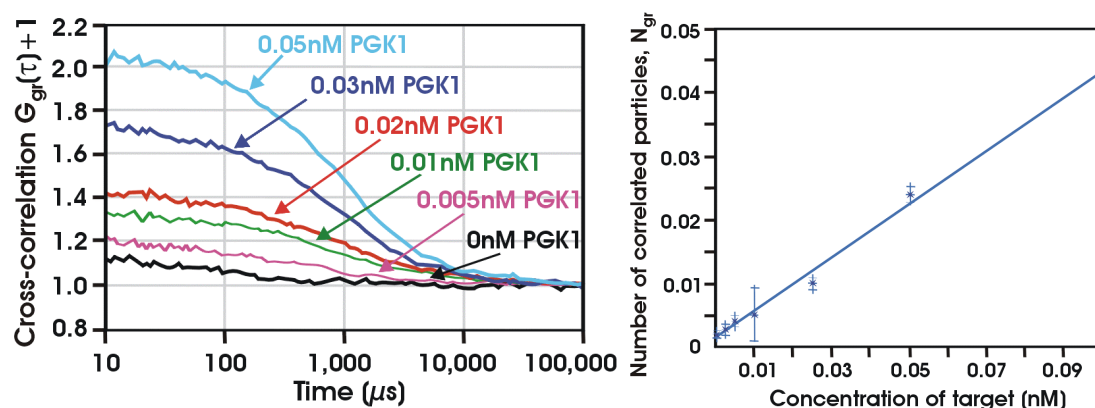 Cross-correlation Ggr(τ)+1
2.2
2.0
1.8
1.6
1.4
1.2
1.0
0.8
0.05nM PGK1
0.03nM PGK1
0.02nM PGK1
0.01nM PGK1
0.005nM PGK1
0nM PGK1
10
100
1,000
10,000
100,000
Time (μs)
Number of correlated particles, Ngr
0.05
0.04
0.03
0.02
0.01
0
0.01
0.03
0.05
0.07
0.09
Concentration of target (nM)